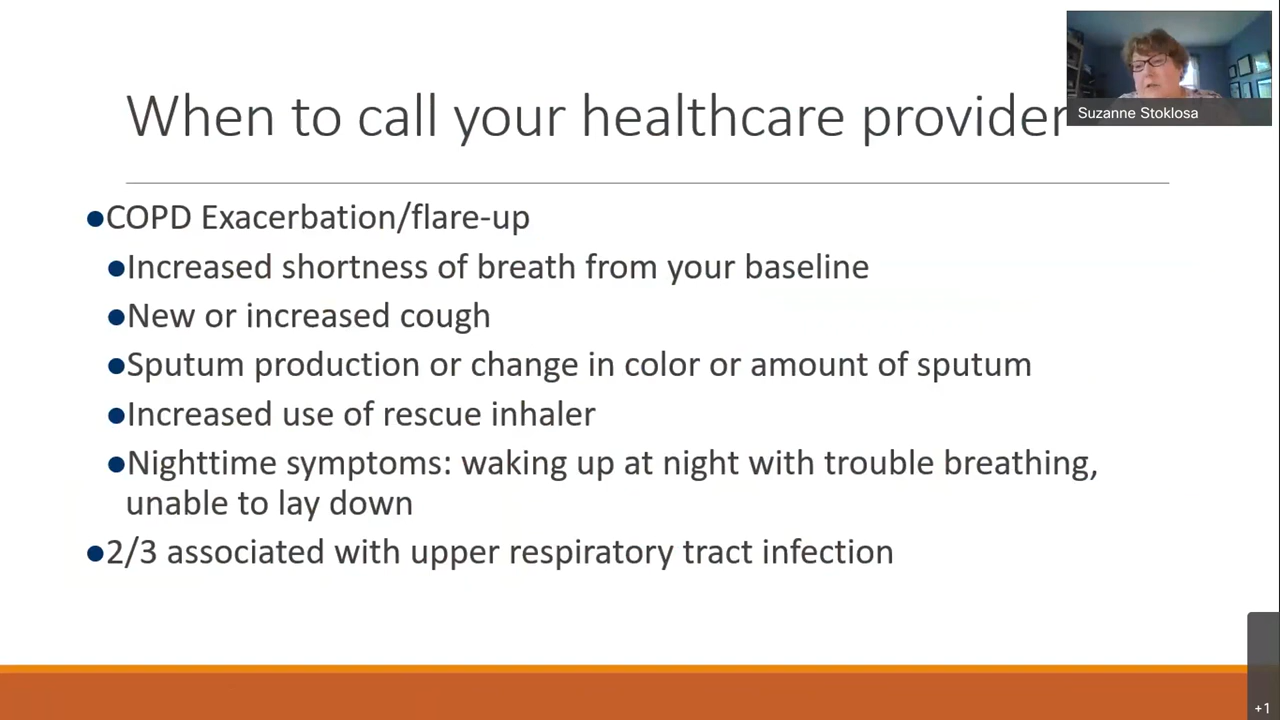 When to call your healthcare provider
Suzanne Stoklosa
●COPD Exacerbation/flare-up
●Increased shortness of breath from your baseline
●New or increased cough
●Sputum production or change in color or amount of sputum
●Increased use of rescue inhaler
●Nighttime symptoms: waking up at night with trouble breathing,
unable to lay down
●2/3 associated with upper respiratory tract infection
+1